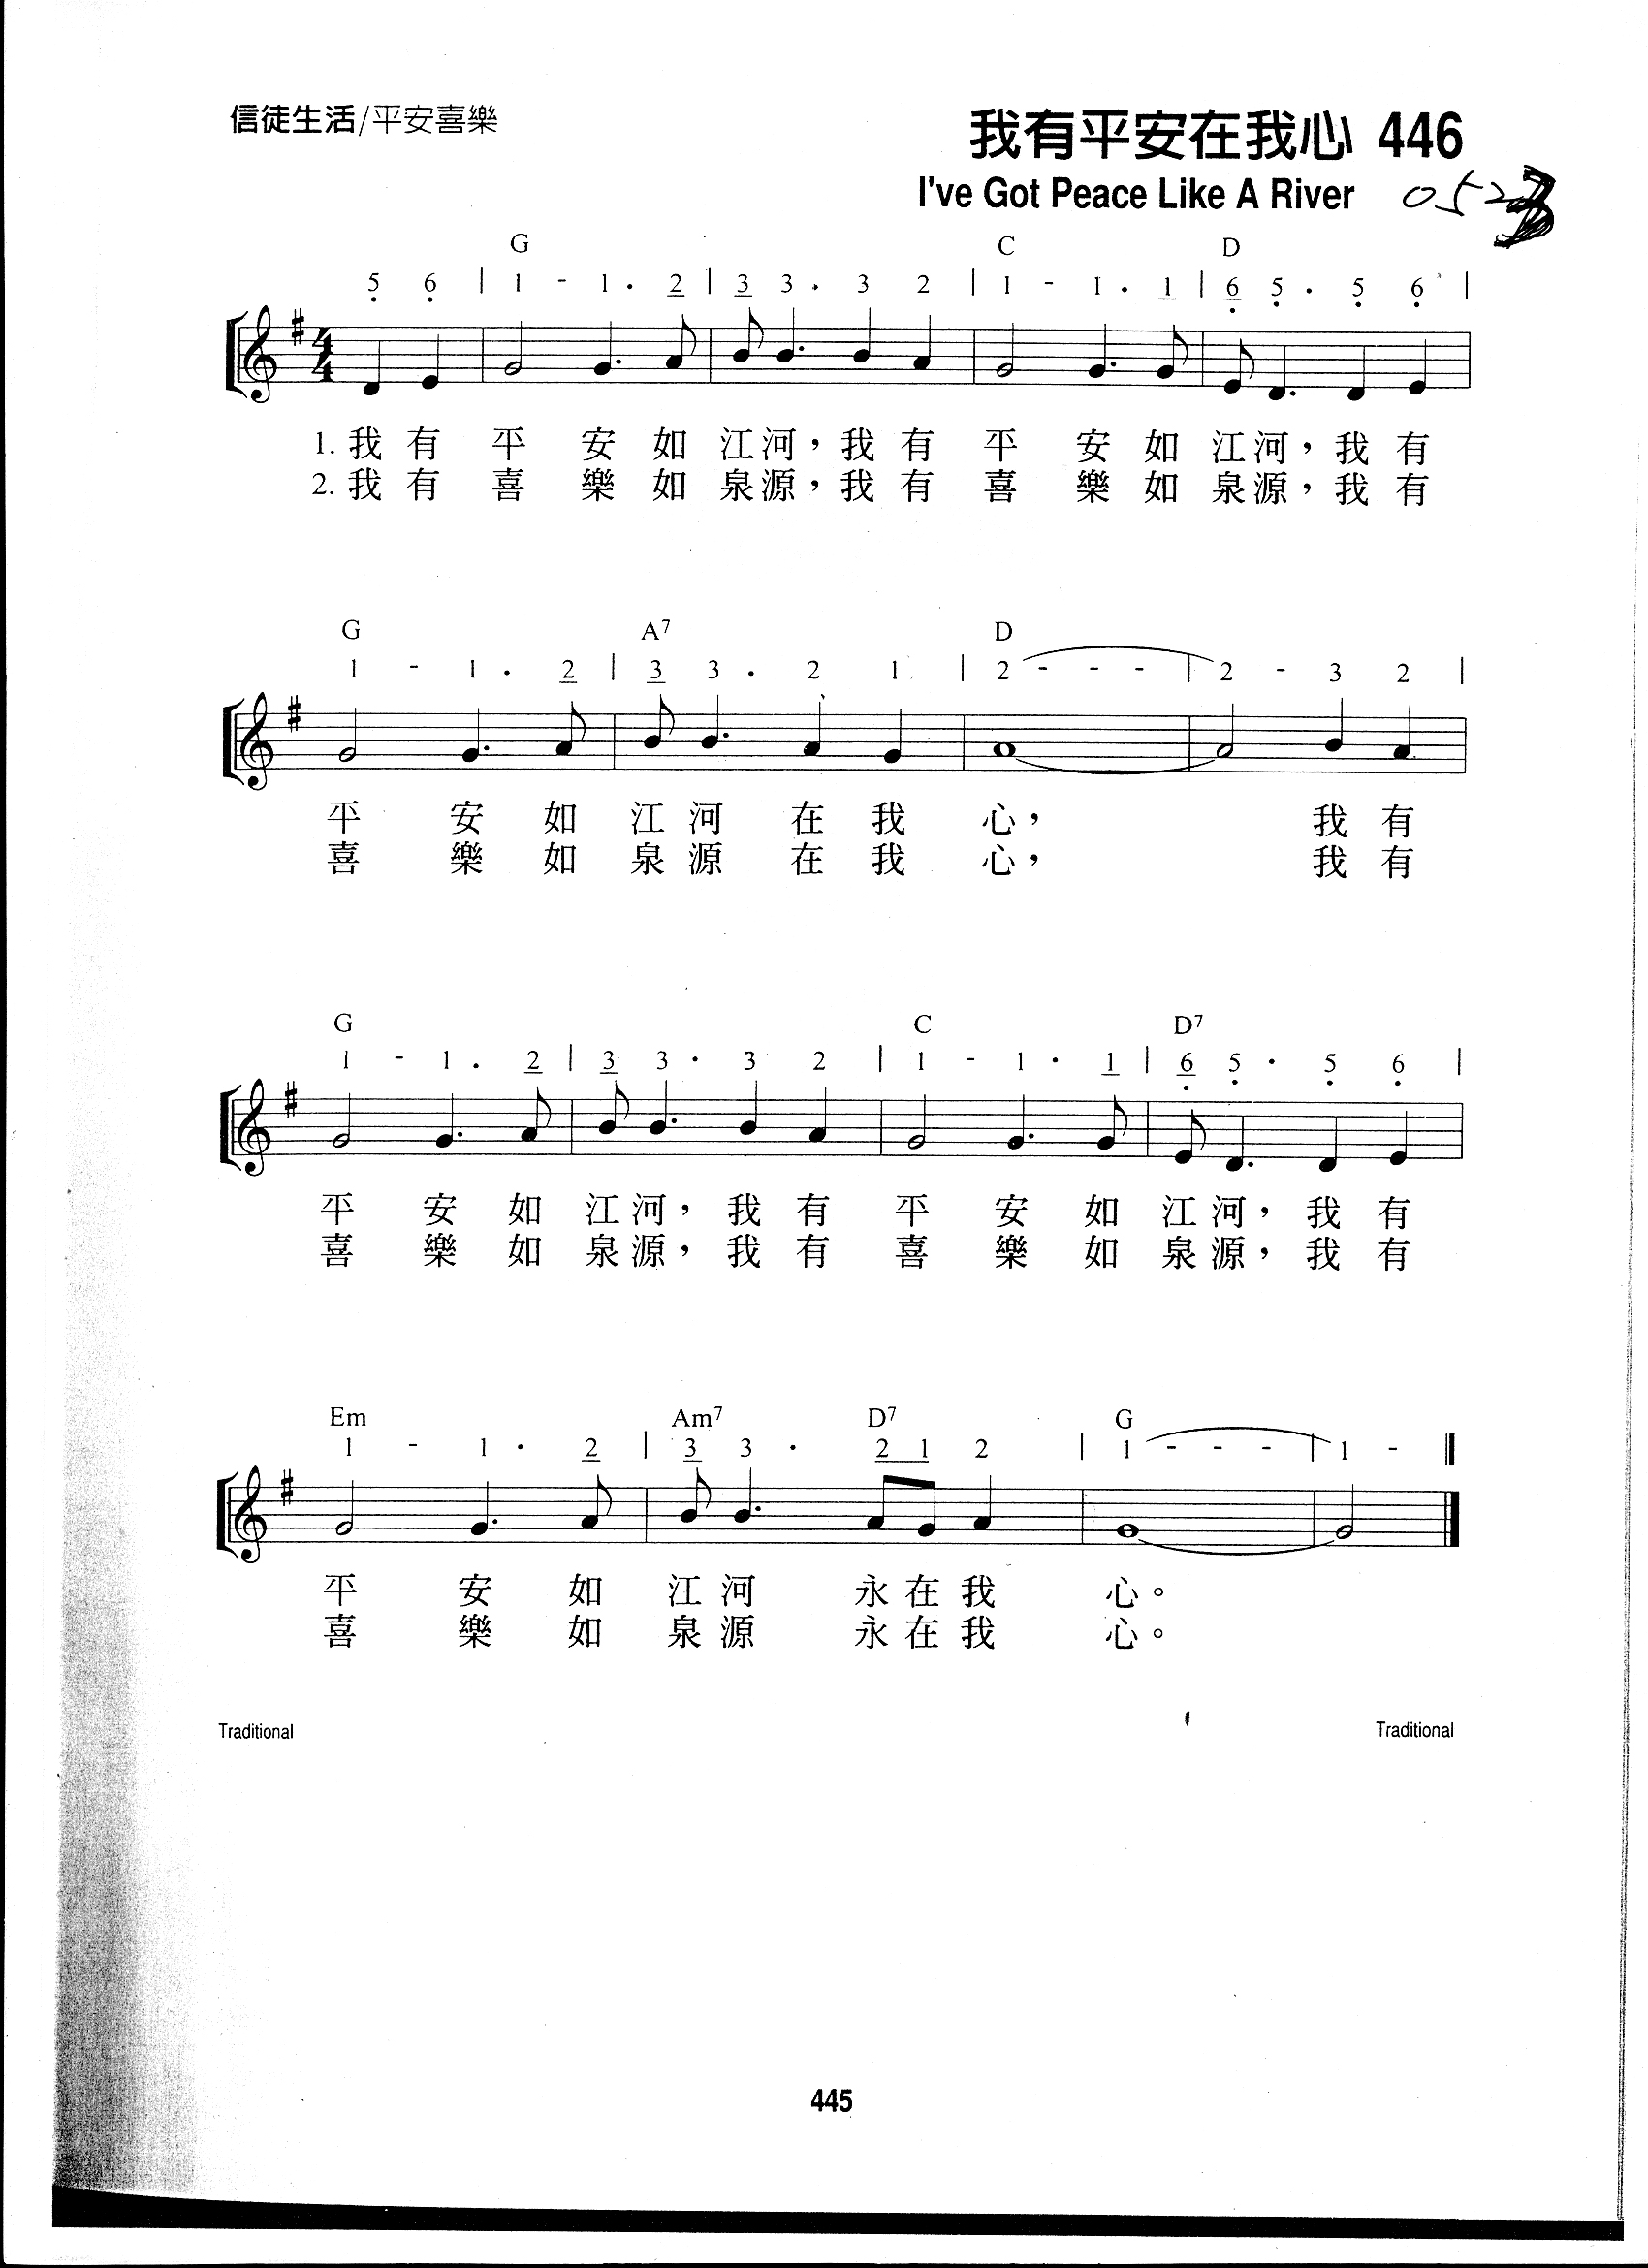 信徒生活/平安喜樂
我有平安在我心 446
I've Got Peace Like A River
G C D
5 6 | 1 - 1 . 2 | 3 3 . 3 2 | 1 - 1 . 1 | 6 5 . 5 6 |
4/4
1. 我有平安如江河，我有平安如江河，我有
2. 我有喜樂如泉源，我有喜樂如泉源，我有
G A7 D
1 - 1 . 2 | 3 3 . 2 1 | 2 - - - | 2 - 3 2 |
平安如江河在我心， 我有
喜樂如泉源在我心， 我有
G C D7
1 - 1 . 2 | 3 3 . 3 2 | 1 - 1 . 1 | 6 5 . 5 6 |
平安如江河，我有平安如江河，我有
喜樂如泉源，我有喜樂如泉源，我有
Em Am7 D7 G
1 - 1 . 2 | 3 3 . 2 1 2 | 1 - - - | 1 - ||
平安如江河永在我心。
喜樂如泉源永在我心。
Traditional Traditional
445